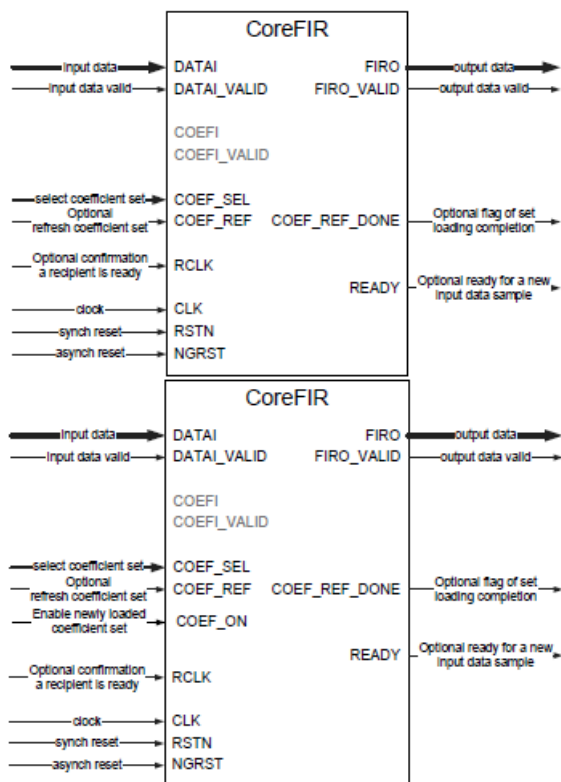 CoreFIR
input data DATAI FIRO output data
input data valid DATAI_VALID FIRO_VALID output data valid
COEFI
COEFI_VALID
select coefficient set COEF_SEL
Optional
refresh coefficient set COEF_REF COEF_REF_DONE Optional flag of set
loading completion
Optional confirmation
a recipient is ready RCLK
READY Optional ready for a new
input data sample
clock CLK
synch reset RSTN
asynch reset NGRST
CoreFIR
input data DATAI FIRO output data
input data valid DATAI_VALID FIRO_VALID output data valid
COEFI
COEFI_VALID
select coefficient set COEF_SEL
Optional
refresh coefficient set COEF_REF COEF_REF_DONE Optional flag of set
loading completion
Enable newly loaded
coefficient set COEF_ON
READY Optional ready for a new
input data sample
Optional confirmation
a recipient is ready RCLK
clock CLK
synch reset RSTN
asynch reset NGRST